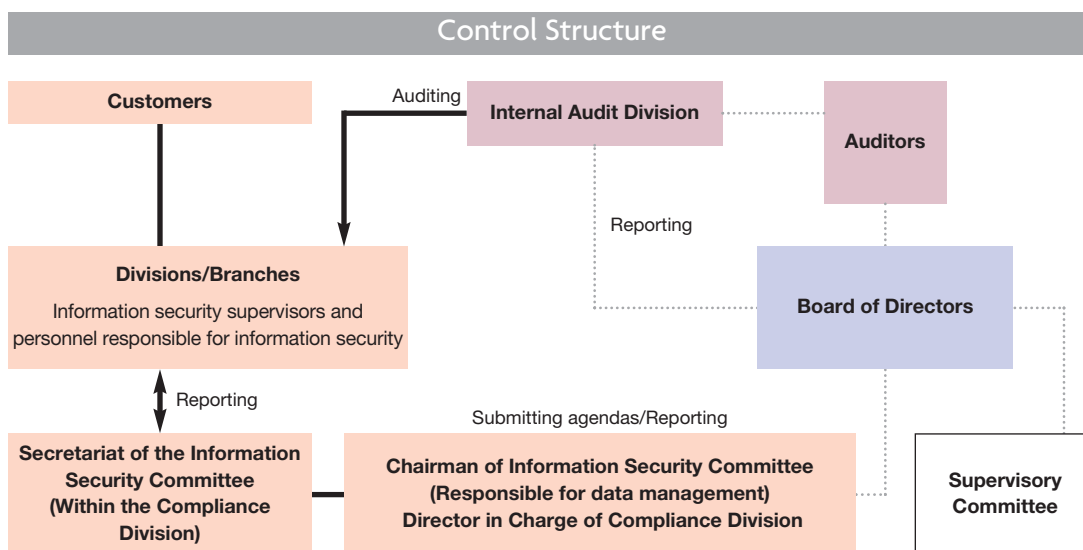 Control Structure
Customers
Auditing
Internal Audit Division
Auditors
Reporting
Divisions/Branches
Information security supervisors and
personnel responsible for information security
Board of Directors
Reporting
Submitting agendas/Reporting
Secretariat of the Information
Security Committee
(Within the Compliance
Division)
Chairman of Information Security Committee
(Responsible for data management)
Director in Charge of Compliance Division
Supervisory
Committee